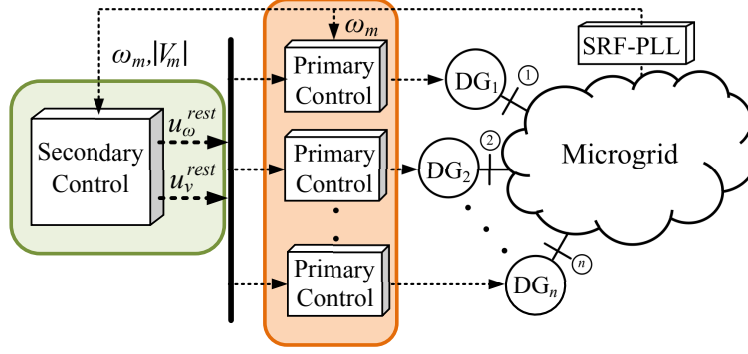 ω_m
SRF-PLL
ω_m,|V_m|
Primary
Control
DG_1
1
u_ω^rest
Secondary
Control
2
Primary
Control
DG_2
Microgrid
u_v^rest
Primary
Control
n
DG_n